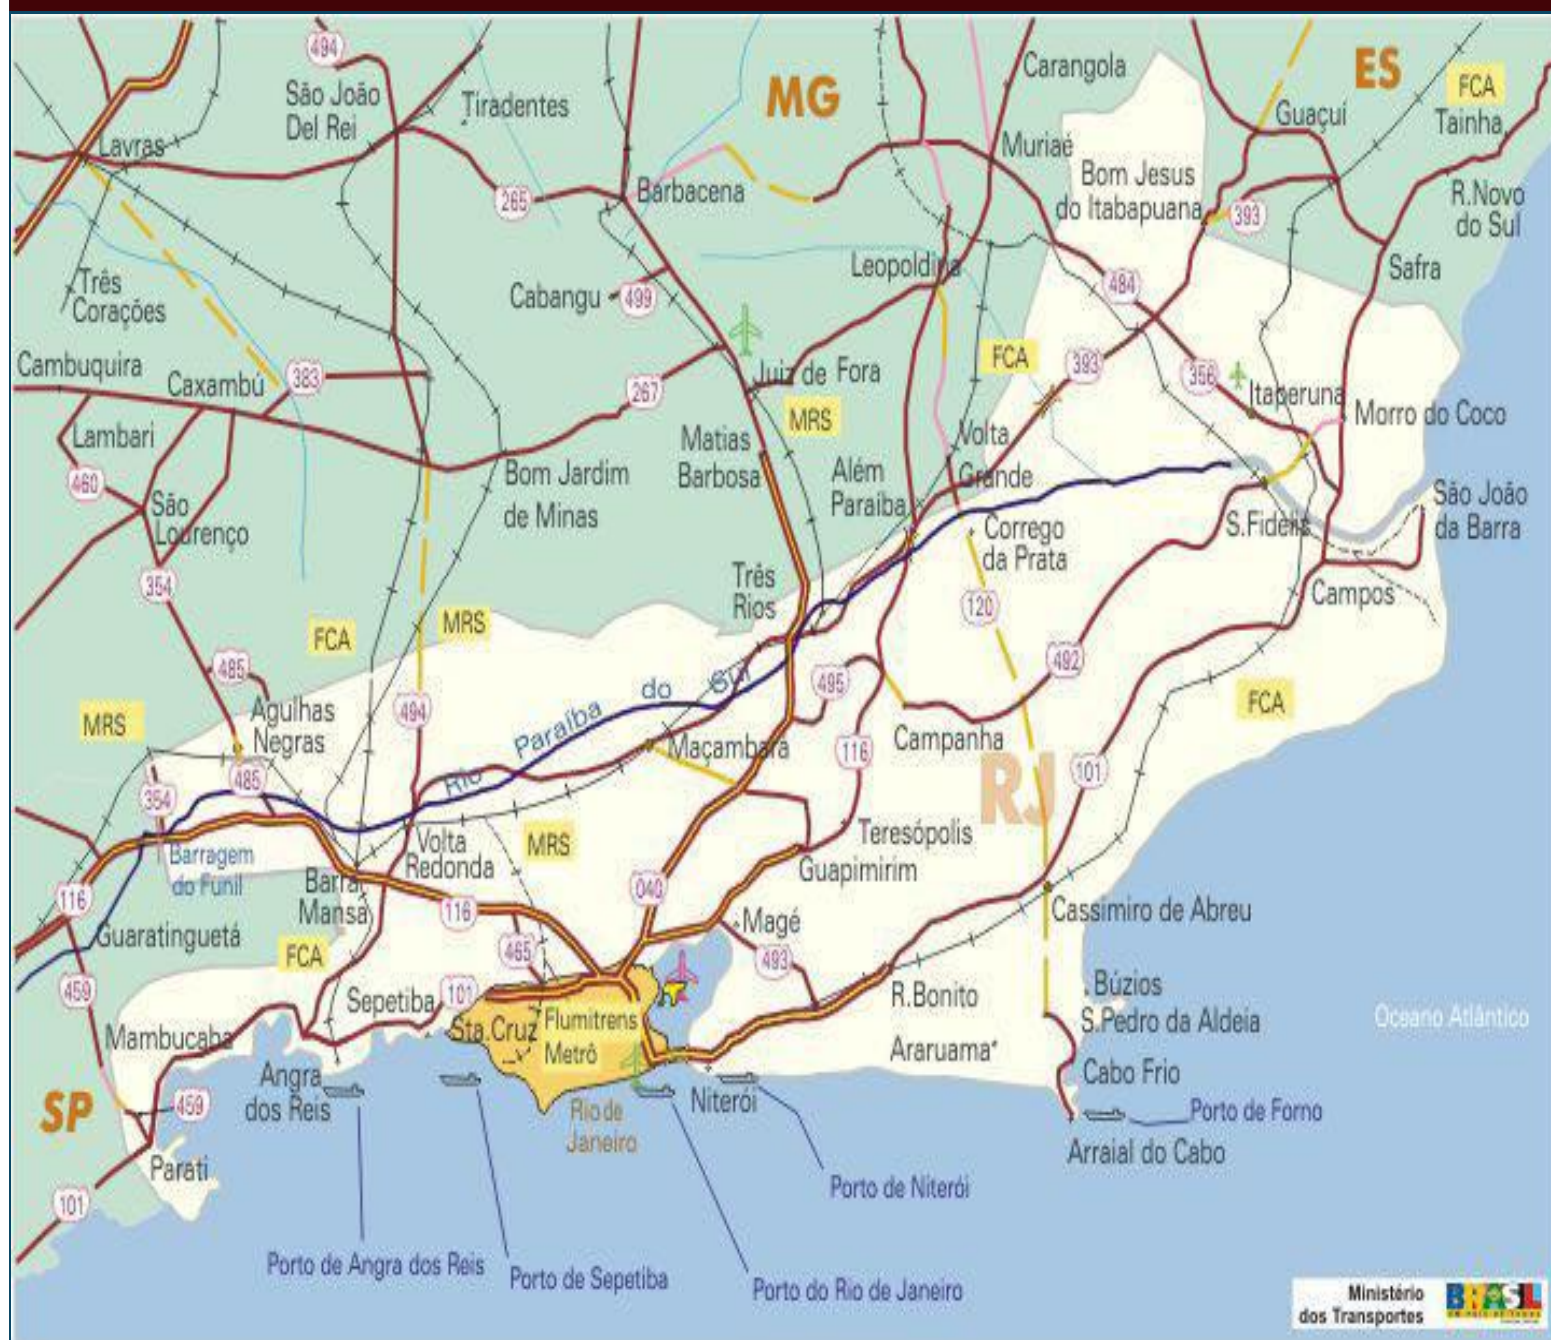 494
MG
ES
Carangola
FCA
São João
Del Rei
Tiradentes
Guaçuí
Tainha
Lavras
Muriaé
Bom Jesus
do Itabapuana
265
Barbacena
393
R.Novo
do Sul
Leopoldina
Safra
Três
Corações
Cabangu
499
484
Cambuquira
Caxambú
383
FCA
393
356
Juiz de Fora
267
MRS
Itaperuna
Morro do Coco
Lambari
Matias
Barbosa
Volta
Grande
460
Bom Jardim
de Minas
Além
Paraíba
São
Lourenço
São João
da Barra
S.Fidélis
Corrego
da Prata
354
Três
Rios
Campos
120
FCA
MRS
485
492
495
FCA
MRS
Agulhas
Negras
494
Rio Paraíba do Sul
Maçambara
116
Campanha
RJ
101
354
485
Barragem
do Funil
Volta
Redonda
MRS
Teresópolis
Guapimirim
116
Barra
Mansa
116
040
Cassimiro de Abreu
Guaratinguetá
Magé
FCA
465
493
459
Sepetiba
101
R.Bonito
Búzios
Mambucaba
Sta.Cruz
Flumitrens
Metrô
S.Pedro da Aldeia
Oceano Atlântico
Araruama
Angra
dos Reis
Cabo Frio
SP
459
Rio de
Janeiro
Niterói
Porto de Forno
Parati
Arraial do Cabo
101
Porto de Niterói
Porto de Angra dos Reis
Porto de Sepetiba
Porto do Rio de Janeiro
Ministério
dos Transportes
BRASIL